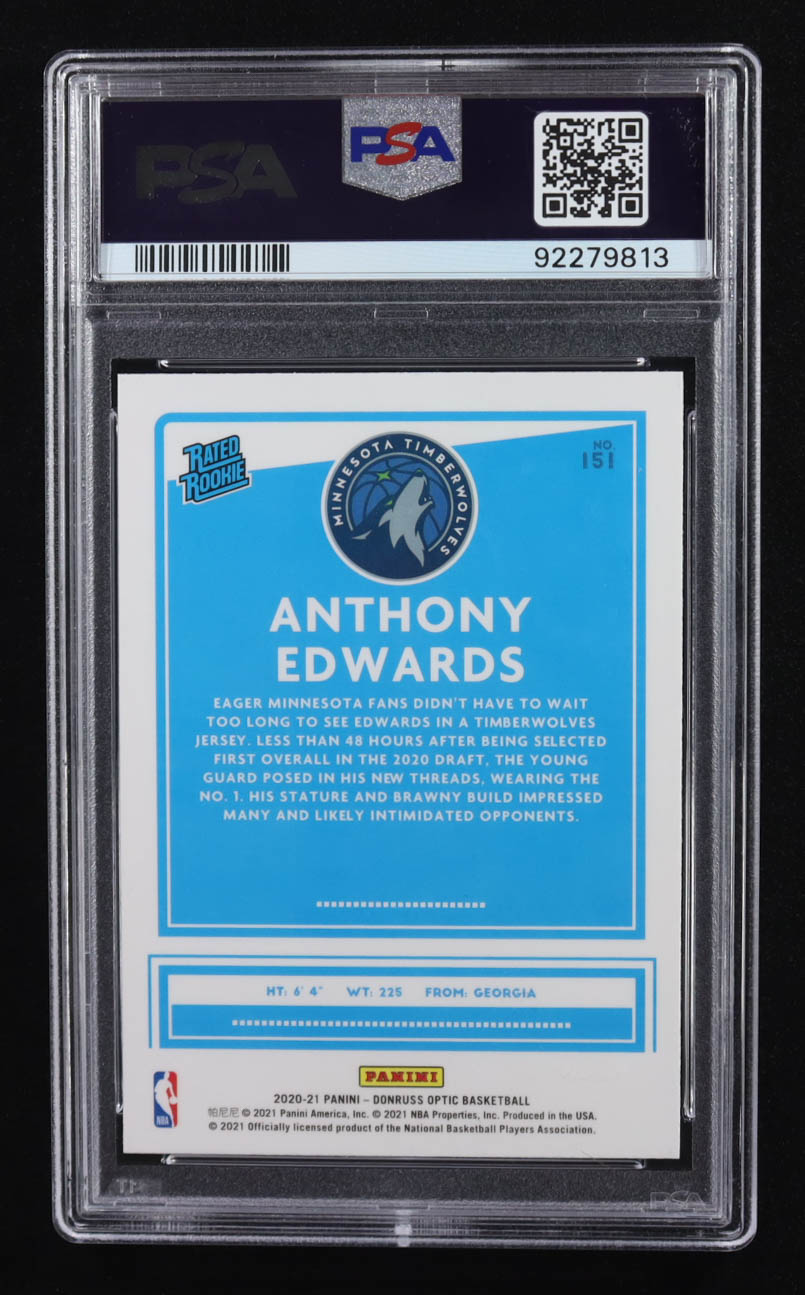 PSA
PSA
92279813
RATED
ROOKIE
MINNESOTA TIMBERWOLVES
NO.
151
ANTHONY
EDWARDS
EAGER MINNESOTA FANS DIDN'T HAVE TO WAIT
TOO LONG TO SEE EDWARDS IN A TIMBERWOLVES
JERSEY. LESS THAN 48 HOURS AFTER BEING SELECTED
FIRST OVERALL IN THE 2020 DRAFT, THE YOUNG
GUARD POSED IN HIS NEW THREADS, WEARING THE
NO. 1. HIS STATURE AND BRAWNY BUILD IMPRESSED
MANY AND LIKELY INTIMIDATED OPPONENTS.
HT: 6' 4" WT: 225 FROM: GEORGIA
PANINI
NBA
2020-21 PANINI – DONRUSS OPTIC BASKETBALL
帕尼尼 © 2021 Panini America, Inc. © 2021 NBA Properties, Inc. Produced in the USA.
© 2021 Officially licensed product of the National Basketball Players Association.
PSA